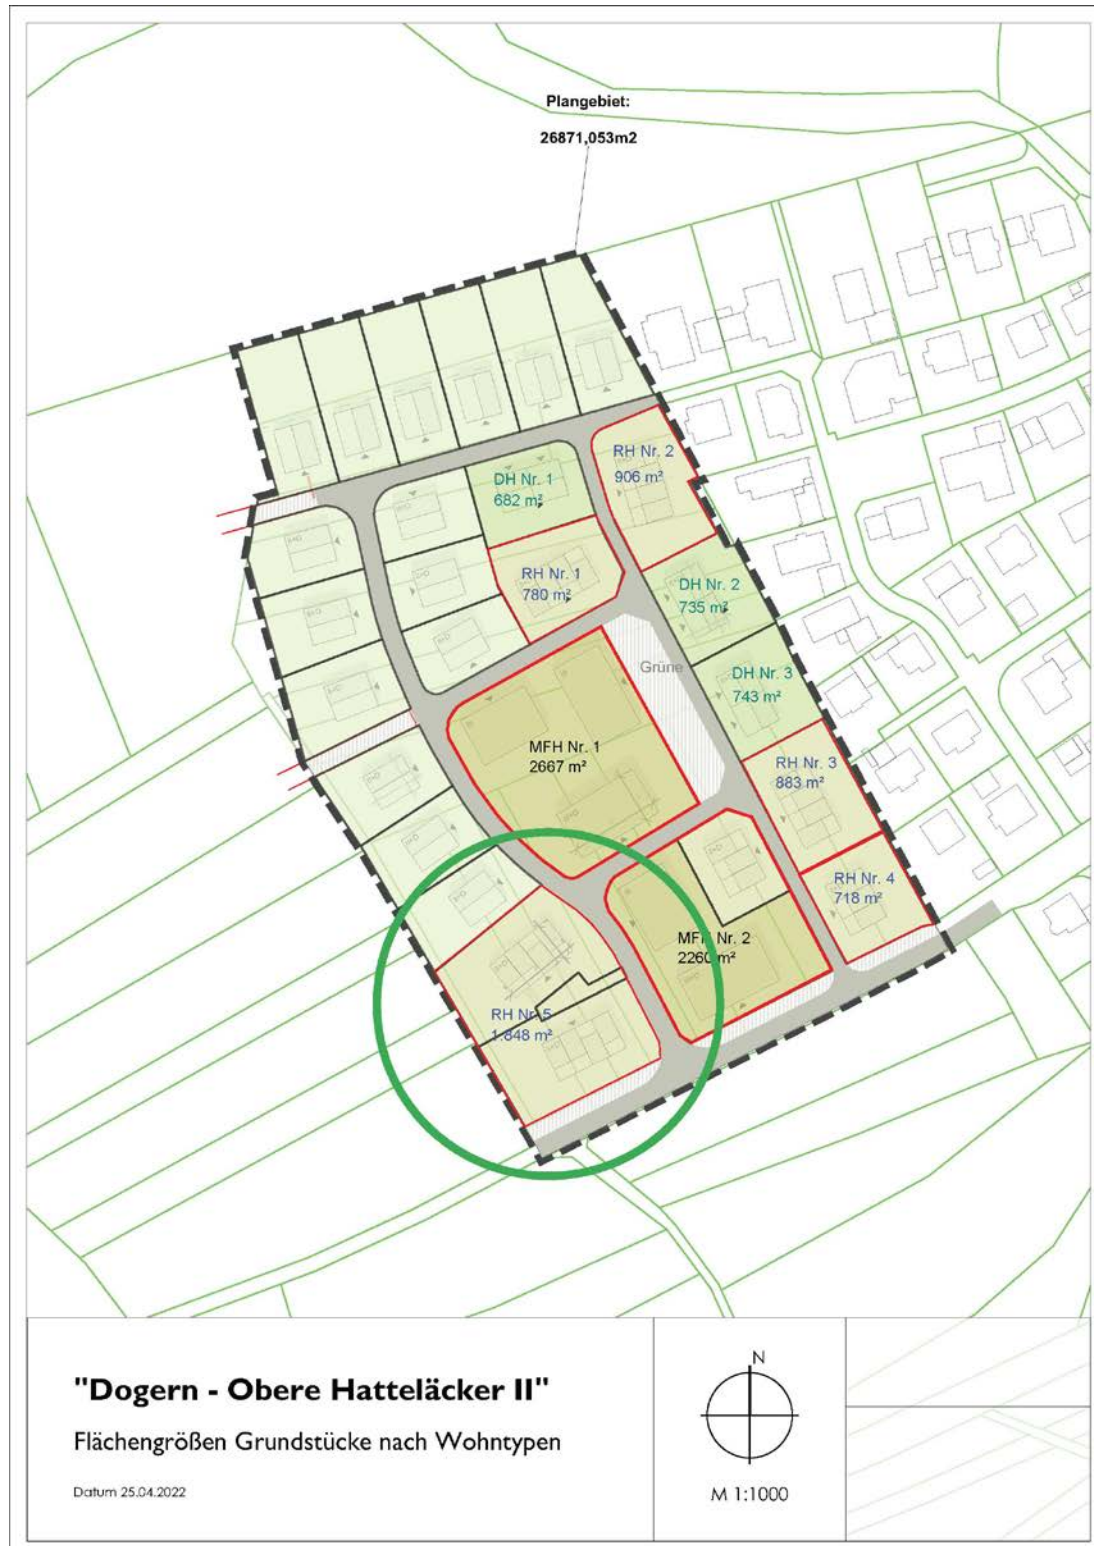 Plangebiet:
26871,053m2
RH Nr. 2
906 m²
DH Nr. 1
682 m²
RH Nr. 1
780 m²
DH Nr. 2
735 m²
Grüne
DH Nr. 3
743 m²
MFH Nr. 1
2667 m²
RH Nr. 3
883 m²
RH Nr. 4
718 m²
MFH Nr. 2
2260 m²
RH Nr. 5
1.848 m²
"Dogern - Obere Hatteläcker II"
Flächengrößen Grundstücke nach Wohntypen
Datum 25.04.2022
N
M 1:1000